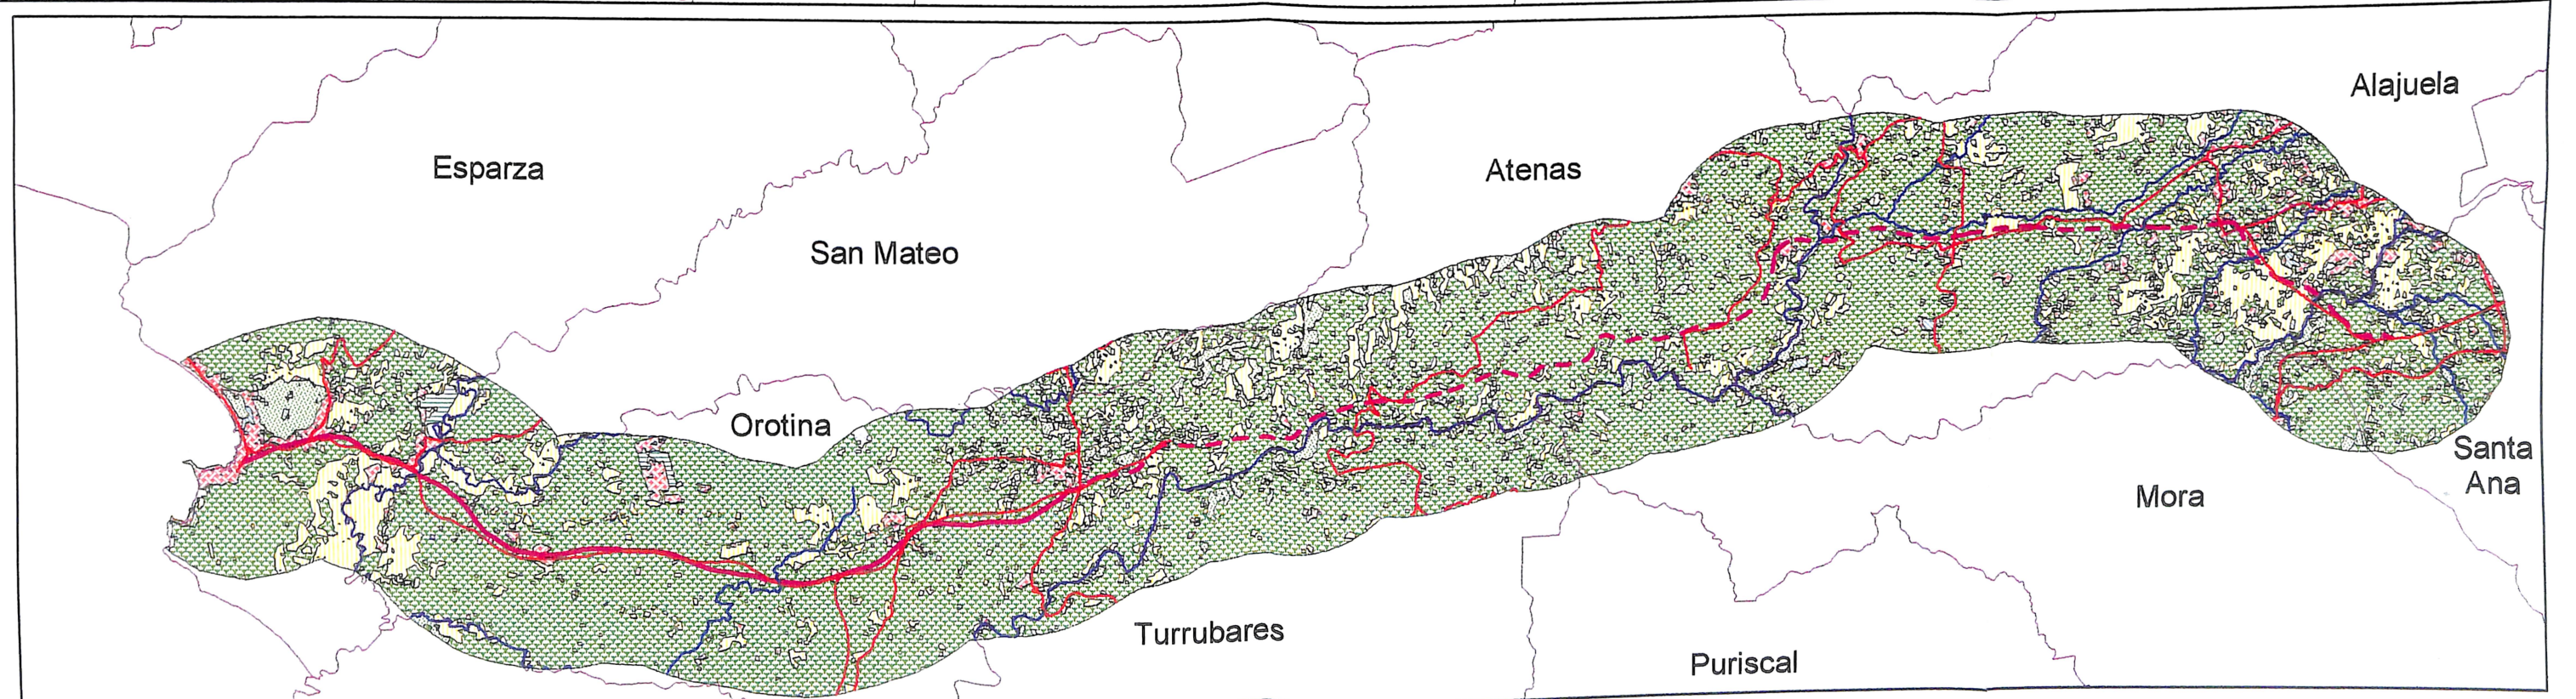 Alajuela
Esparza
Atenas
San Mateo
Orotina
Santa
Ana
Mora
Turrubares
Puriscal